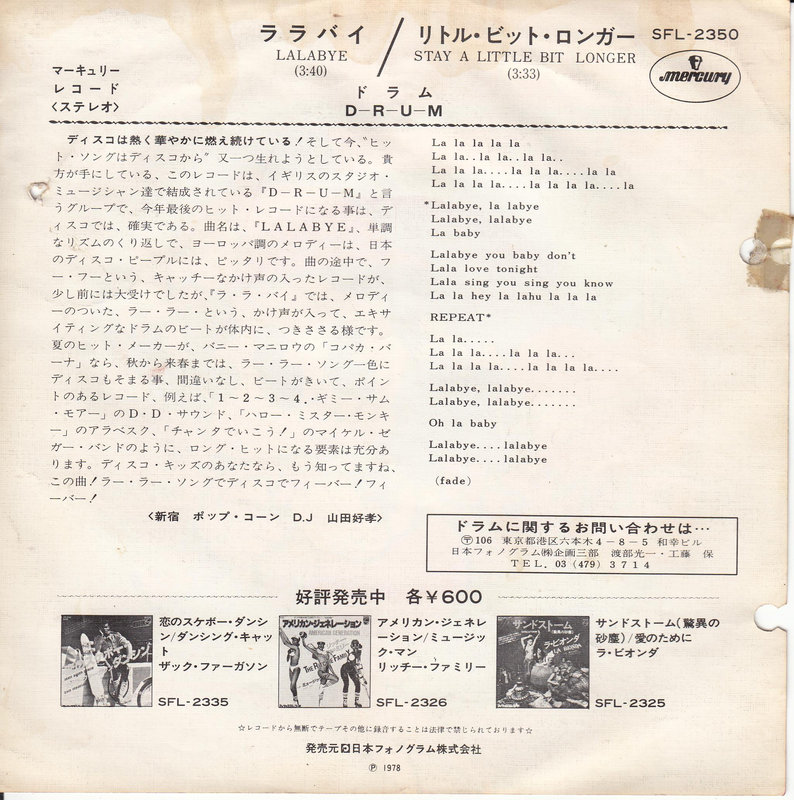 ララバイ／リトル・ビット・ロンガー SFL-2350
LALABYE STAY A LITTLE BIT LONGER
(3:40) (3:33)
mercury
マーキュリー
レコード
〈ステレオ〉
ドラム
D-R-U-M
ディスコは熱く華やかに燃え続けている！そして今、〝ヒッ
ト・ソングはディスコから〟又一つ生れようとしている。貴
方が手にしている、このレコードは、イギリスのスタジオ・
ミュージシャン達で結成されている『D-R-U-M』と言
うグループで、今年最後のヒット・レコードになる事は、デ
ィスコでは、確実である。曲名は、『LALABYE』、単調
なリズムのくり返しで、ヨーロッパ調のメロディーは、日本
のディスコ・ピープルには、ピッタリです。曲の途中で、フ
ー・フーという、キャッチーなかけ声の入ったレコードが、
少し前には大受けでしたが、『ラ・ラ・バイ』では、メロディ
ーのついた、ラー・ラー・という、かけ声が入って、エキサ
イティングなドラムのビートが体内に、つきささる様です。
夏のヒット・メーカーが、バニー・マニロウの「コパカ・バ
ーナ」なら、秋から来春までは、ラー・ラー・ソング一色に
ディスコもそまる事、間違いなし、ビートがきいて、ポイン
トのあるレコード、例えば、「1～2～3～4．・ギミー・サム
・モアー」のD・D・サウンド、「ハロー・ミスター・モンキ
ー」のアラベスク、「チャンタでいこう！」のマイケル・ゼ
ガー・バンドのように、ロング・ヒットになる要素は充分あ
ります。ディスコ・キッズのあなたなら、もう知ってますね、
この曲！ラー・ラー・ソングでディスコでフィーバー！フィ
ーバー！
〈新宿 ポップ・コーン D.J 山田好孝〉
La la la la la
La la..la la..la la..
La la la....la la la....la la
La la la la....la la la la....la
*Lalabye, la labye
Lalabye, lalabye
La baby
Lalabye you baby don't
Lala love tonight
Lala sing you sing you know
La la hey la lahu la la la
REPEAT*
La la.....
La la la....la la la...
La la la la....la la la la....
Lalabye, lalabye.......
Lalabye, lalabye.......
Oh la baby
Lalabye....lalabye
Lalabye....lalabye
(fade)
ドラムに関するお問い合わせは…
〒106 東京都港区六本木4-8-5 和幸ビル
日本フォノグラム㈱企画三部 渡部光一・工藤 保
TEL. 03 (479) 3714
好評発売中 各¥600
恋のスケボー・ダンシ
ン/ダンシング・キャッ
ト
ザック・ファーガソン
SFL-2335
アメリカン・ジェネレーション
AMERICAN GENERATION
アメリカン・ジェネレ
ーション/ミュージッ
ク・マン
リッチー・ファミリー
SFL-2326
サンドストーム
ラ・ビオンダ
LA BIONDA
サンドストーム(驚異の
砂塵)/愛のために
ラ・ビオンダ
SFL-2325
☆レコードから無断でテープその他に録音することは法律で禁じられております☆
発売元 日本フォノグラム株式会社
Ⓟ 1978